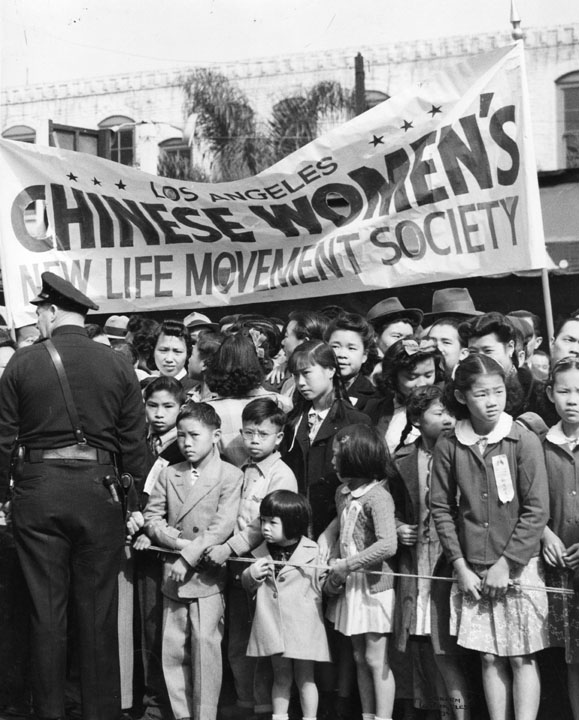 LOS ANGELES
CHINESE WOMEN'S
NEW LIFE MOVEMENT SOCIETY